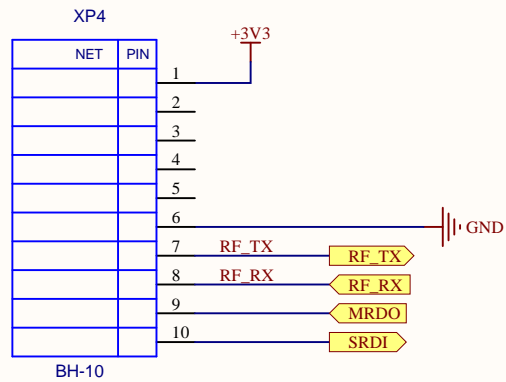 XP4
+3V3
NET PIN
1
2
3
4
5
6 GND
7 RF_TX RF_TX
8 RF_RX RF_RX
9 MRDO
10 SRDI
BH-10